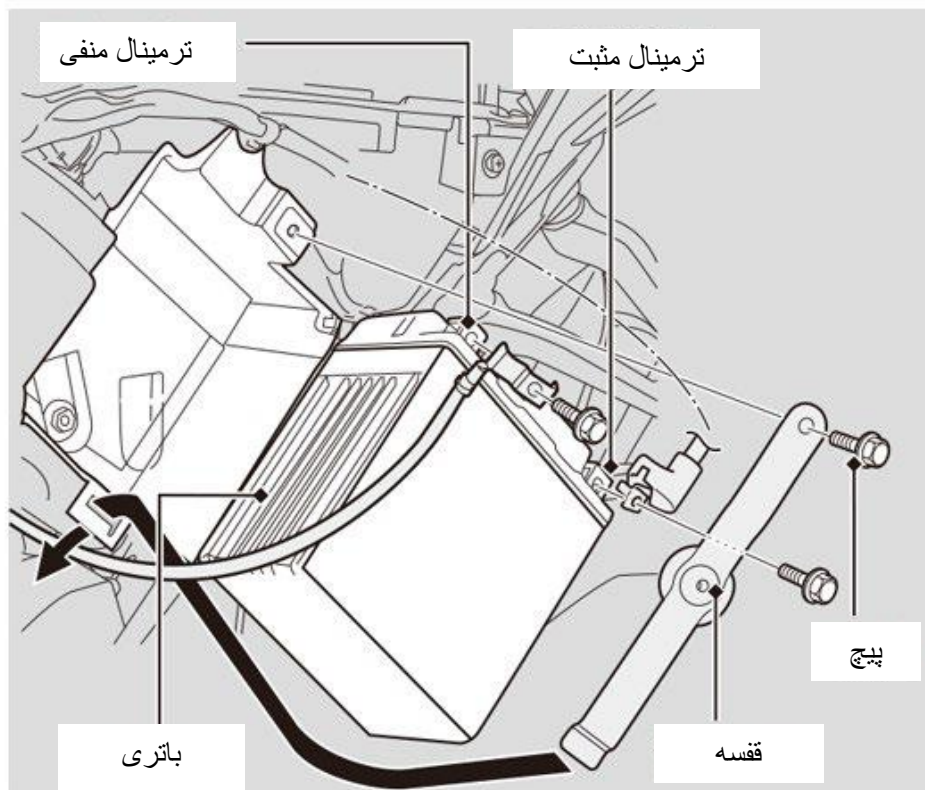 ترمینال منفی
ترمینال مثبت
پیچ
باتری
قفسه